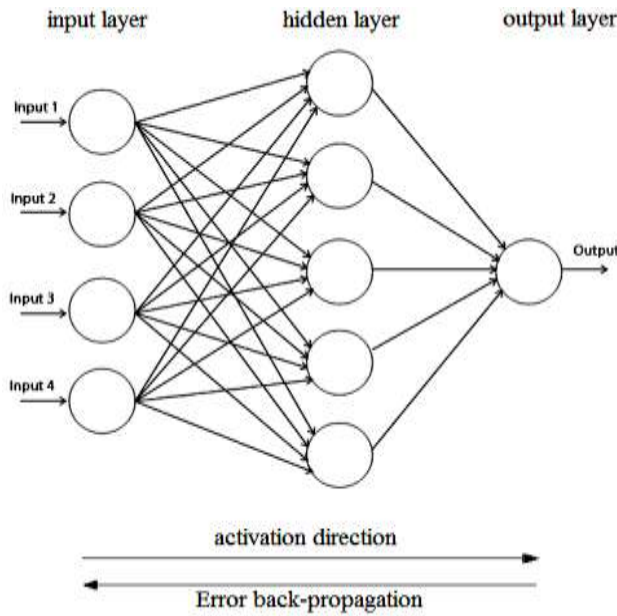 input layer hidden layer output layer
Input 1
Input 2
Input 3
Input 4
Output
activation direction
Error back-propagation